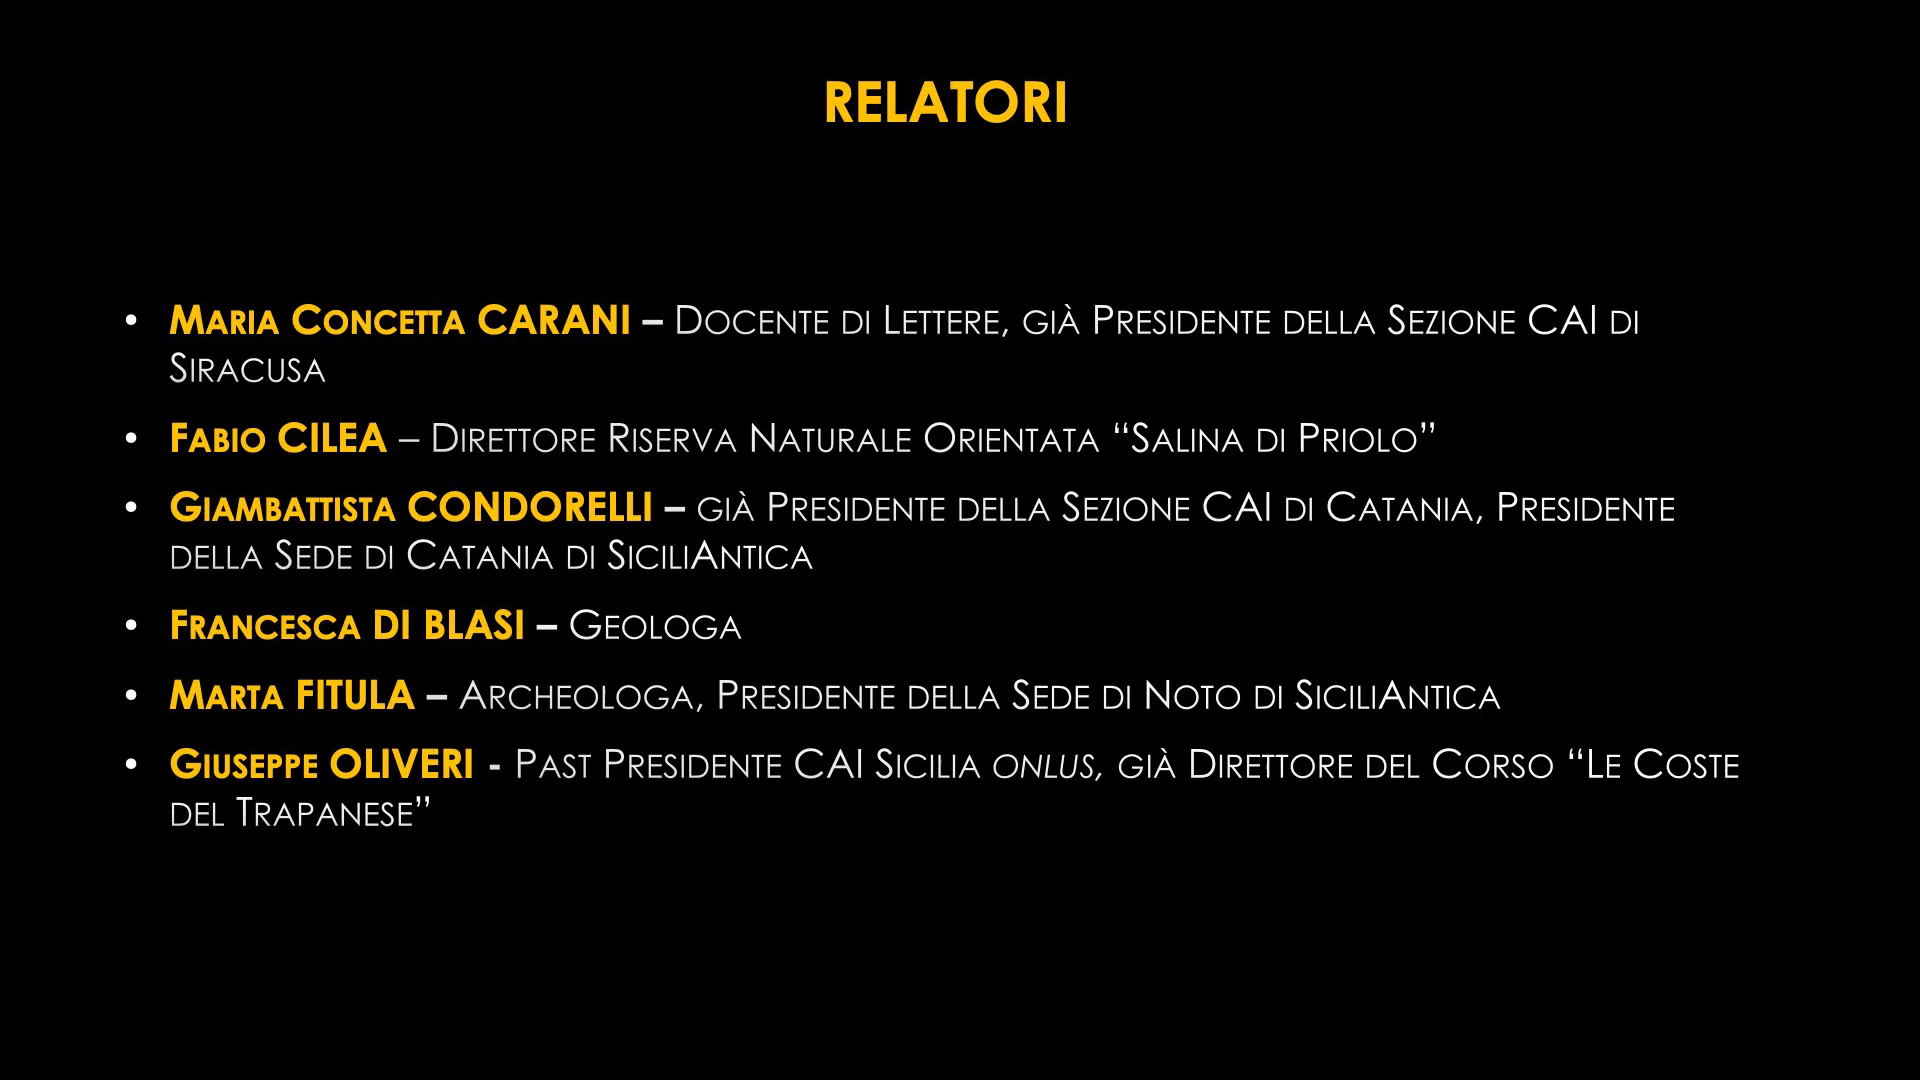 RELATORI
• Maria Concetta CARANI – Docente di Lettere, già Presidente della Sezione CAI di
Siracusa
• Fabio CILEA – Direttore Riserva Naturale Orientata “Salina di Priolo”
• Giambattista CONDORELLI – già Presidente della Sezione CAI di Catania, Presidente
della Sede di Catania di SiciliAntica
• Francesca DI BLASI – Geologa
• Marta FITULA – Archeologa, Presidente della Sede di Noto di SiciliAntica
• Giuseppe OLIVERI - Past Presidente CAI Sicilia onlus, già Direttore del Corso “Le Coste
del Trapanese”